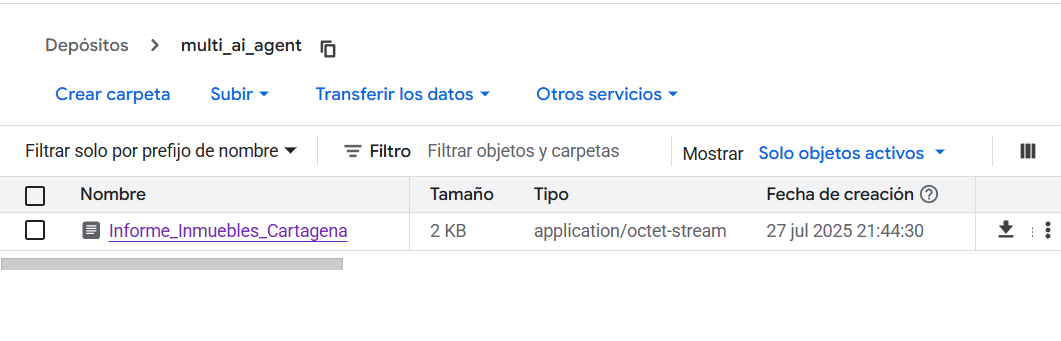 Depósitos > multi_ai_agent
Crear carpeta Subir Transferir los datos Otros servicios
Filtrar solo por prefijo de nombre Filtro Filtrar objetos y carpetas Mostrar Solo objetos activos
Nombre Tamaño Tipo Fecha de creación
Informe_Inmuebles_Cartagena 2 KB application/octet-stream 27 jul 2025 21:44:30